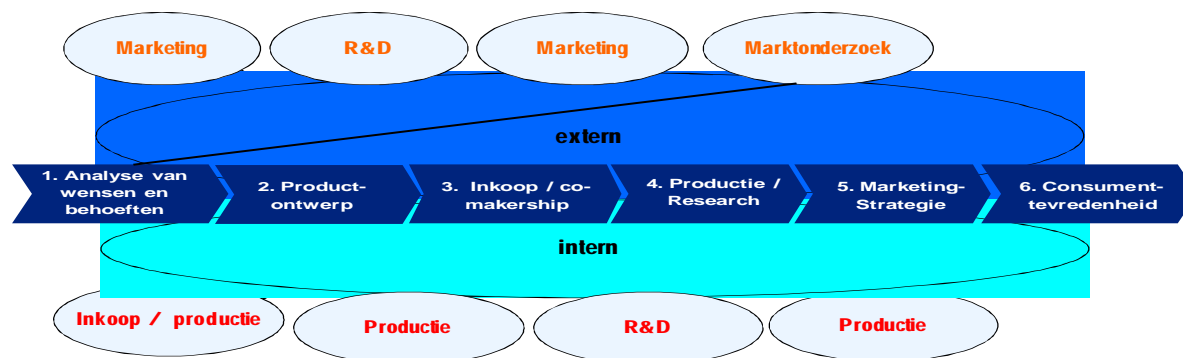 Marketing
R&D
Marketing
Marktonderzoek
extern
1. Analyse van
wensen en
behoeften
2. Product-
ontwerp
3. Inkoop / co-
makership
4. Productie /
Research
5. Marketing-
Strategie
6. Consument-
tevredenheid
intern
Inkoop / productie
Productie
R&D
Productie